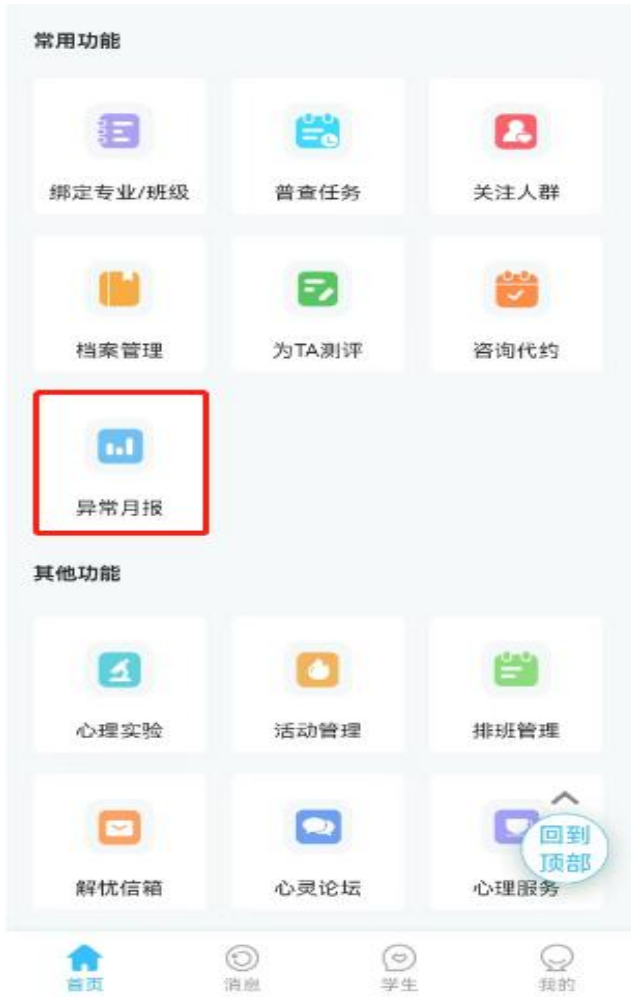 常用功能
绑定专业/班级
普查任务
关注人群
档案管理
为TA测评
咨询代约
异常月报
其他功能
心理实验
活动管理
排班管理
回到
顶部
解忧信箱
心灵论坛
心理服务
首页
消息
学生
我的